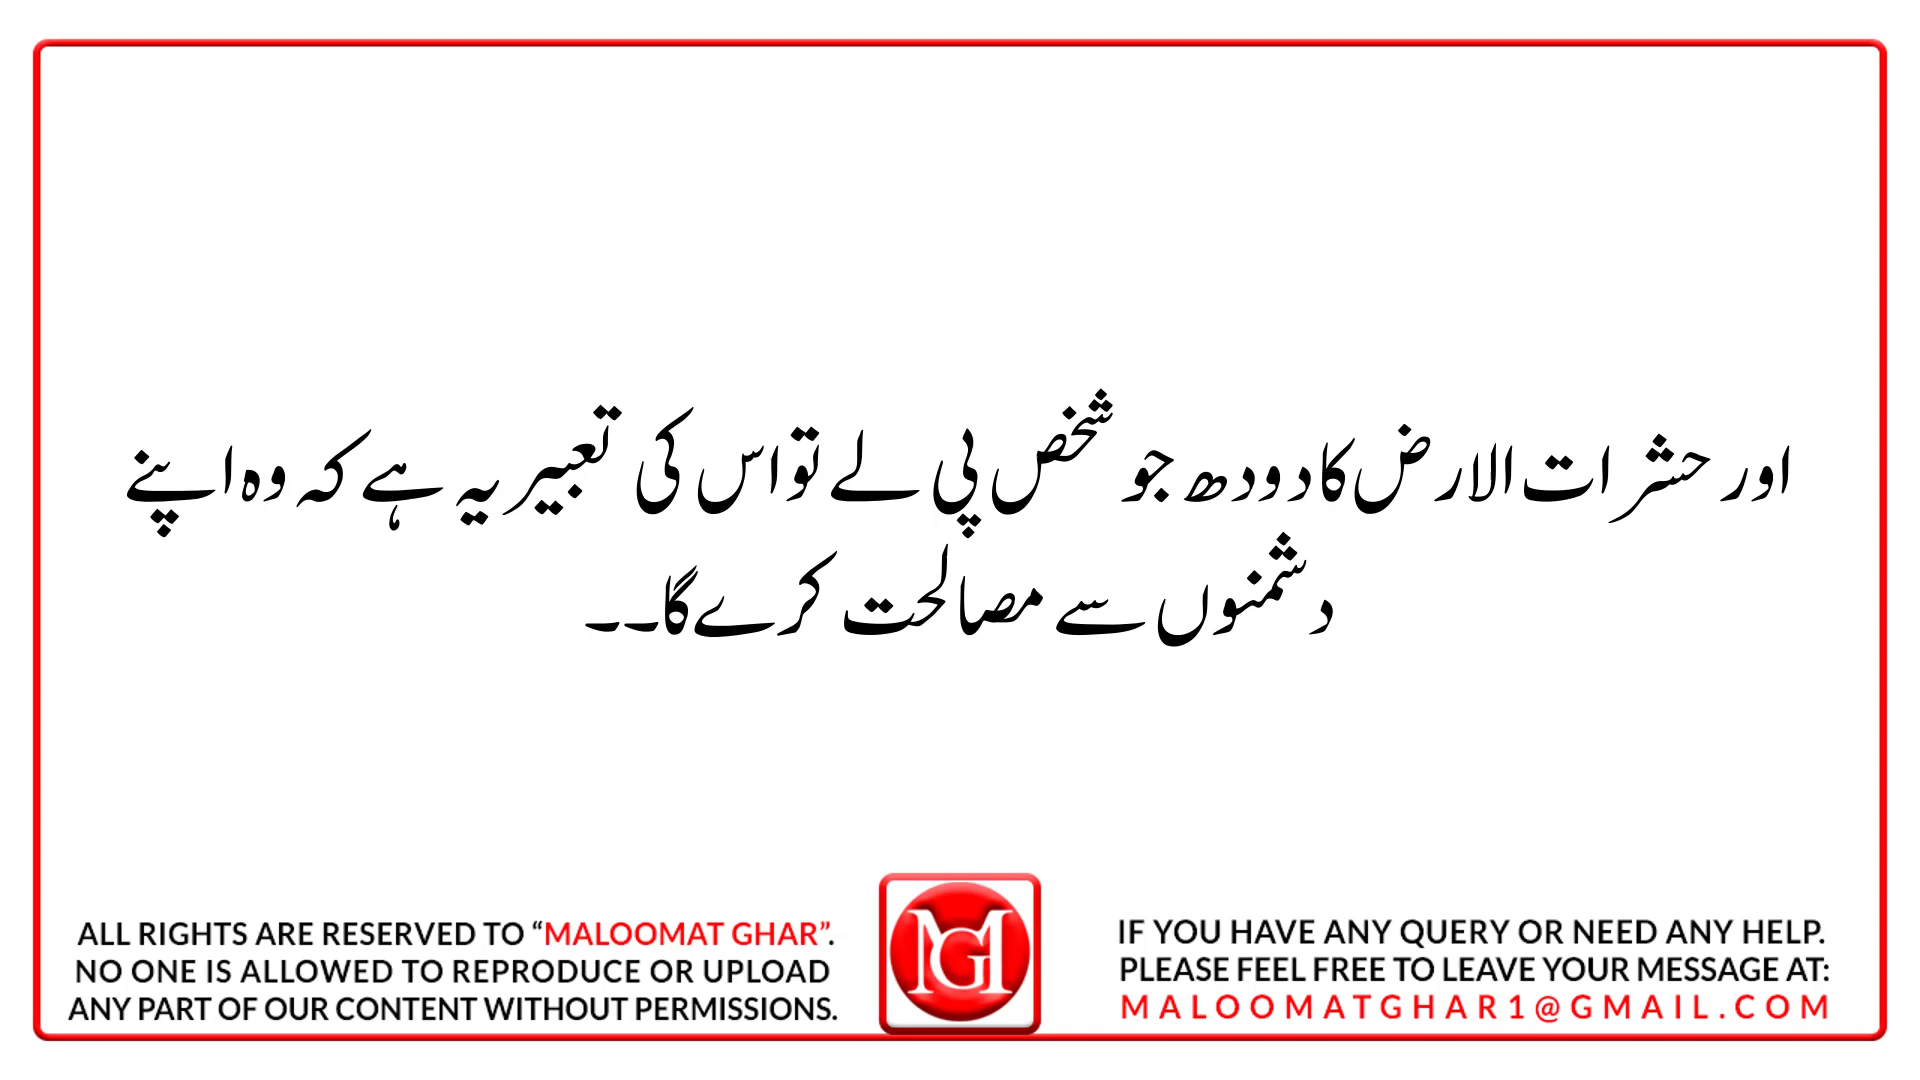 اور حشرات الارض کا دودھ جو شخص پی لے تو اس کی تعبیر یہ ہے کہ وہ اپنے
دشمنوں سے مصالحت کرے گا۔۔
ALL RIGHTS ARE RESERVED TO “MALOOMAT GHAR”.
NO ONE IS ALLOWED TO REPRODUCE OR UPLOAD
ANY PART OF OUR CONTENT WITHOUT PERMISSIONS.
MG
IF YOU HAVE ANY QUERY OR NEED ANY HELP.
PLEASE FEEL FREE TO LEAVE YOUR MESSAGE AT:
MALOOMATGHAR1@GMAIL.COM